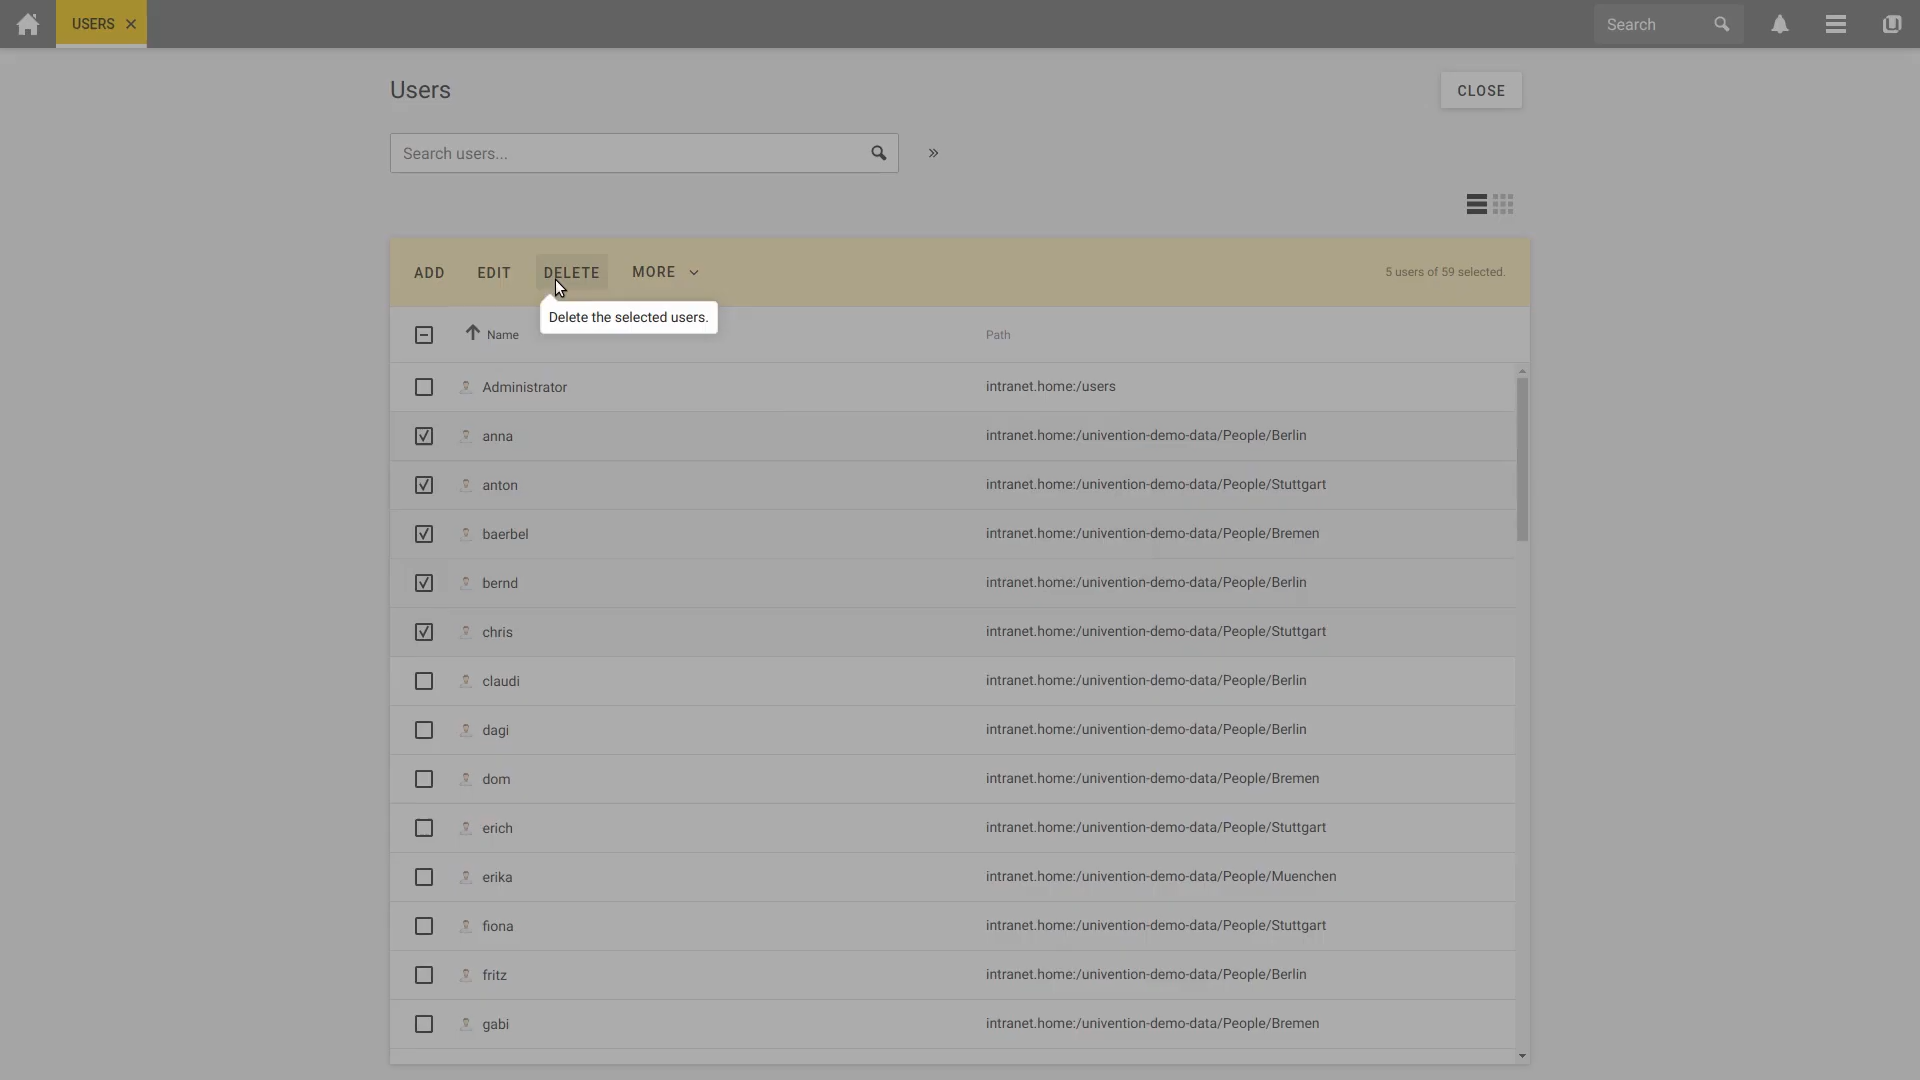 USERS
Search
Users
CLOSE
Search users...
ADD EDIT DELETE MORE 5 users of 59 selected.
Delete the selected users.
Name Path
Administrator intranet.home:/users
anna intranet.home:/univention-demo-data/People/Berlin
anton intranet.home:/univention-demo-data/People/Stuttgart
baerbel intranet.home:/univention-demo-data/People/Bremen
bernd intranet.home:/univention-demo-data/People/Berlin
chris intranet.home:/univention-demo-data/People/Stuttgart
claudi intranet.home:/univention-demo-data/People/Berlin
dagi intranet.home:/univention-demo-data/People/Berlin
dom intranet.home:/univention-demo-data/People/Bremen
erich intranet.home:/univention-demo-data/People/Stuttgart
erika intranet.home:/univention-demo-data/People/Muenchen
fiona intranet.home:/univention-demo-data/People/Stuttgart
fritz intranet.home:/univention-demo-data/People/Berlin
gabi intranet.home:/univention-demo-data/People/Bremen